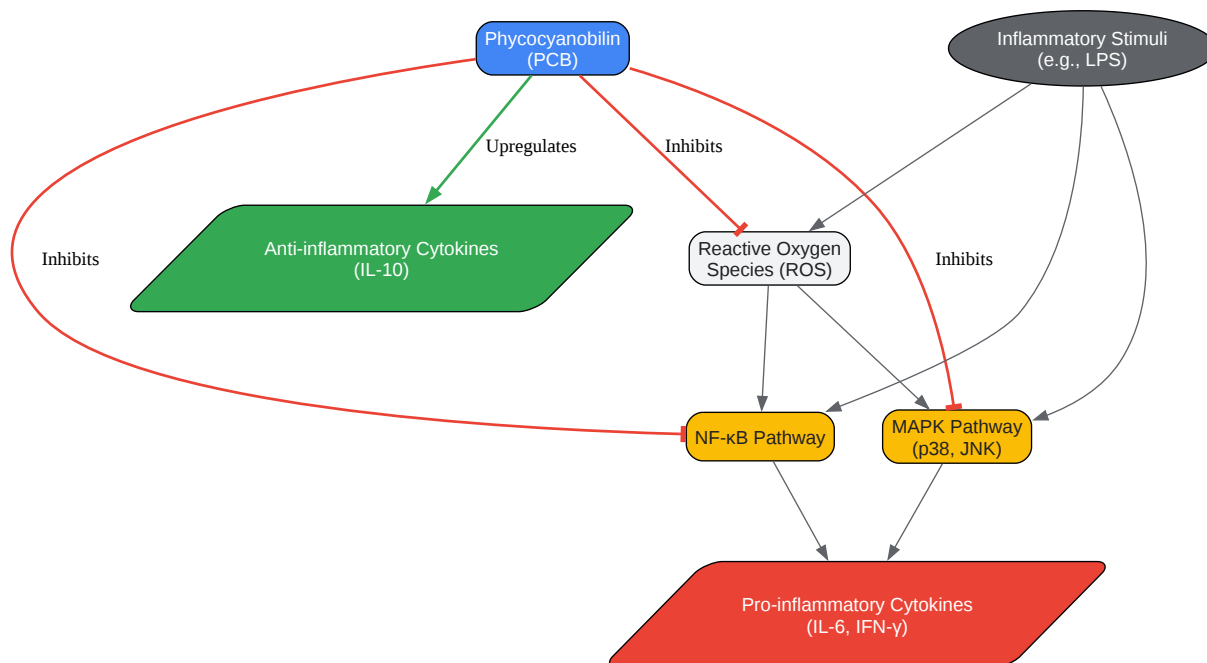 Phycocyanobilin
(PCB)
Inflammatory Stimuli
(e.g., LPS)
Upregulates
Inhibits
Anti-inflammatory Cytokines
(IL-10)
Inhibits
Reactive Oxygen
Species (ROS)
Inhibits
NF-κB Pathway
MAPK Pathway
(p38, JNK)
Pro-inflammatory Cytokines
(IL-6, IFN-γ)